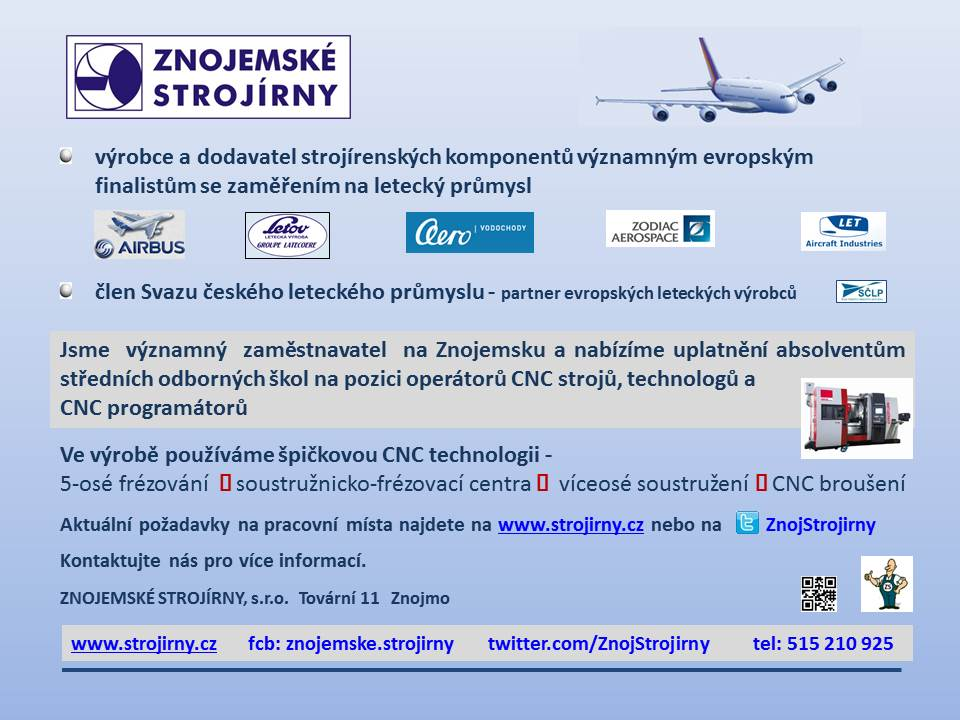 ZNOJEMSKÉ
STROJÍRNY
výrobce a dodavatel strojírenských komponentů významným evropským
finalistům se zaměřením na letecký průmysl
AIRBUS
Letov
LETECKÁ VÝROBA
GROUPE LATECOERE
Aero VODOCHODY
ZODIAC
AEROSPACE
LET
Aircraft Industries
člen Svazu českého leteckého průmyslu - partner evropských leteckých výrobců
SČLP
Jsme významný zaměstnavatel na Znojemsku a nabízíme uplatnění absolventům
středních odborných škol na pozici operátorů CNC strojů, technologů a
CNC programátorů
Ve výrobě používáme špičkovou CNC technologii -
5-osé frézování soustružnicko-frézovací centra víceosé soustružení CNC broušení
Aktuální požadavky na pracovní místa najdete na www.strojirny.cz nebo na ZnojStrojirny
Kontaktujte nás pro více informací.
ZNOJEMSKÉ STROJÍRNY, s.r.o. Tovární 11 Znojmo
www.strojirny.cz fcb: znojemske.strojirny twitter.com/ZnojStrojirny tel: 515 210 925